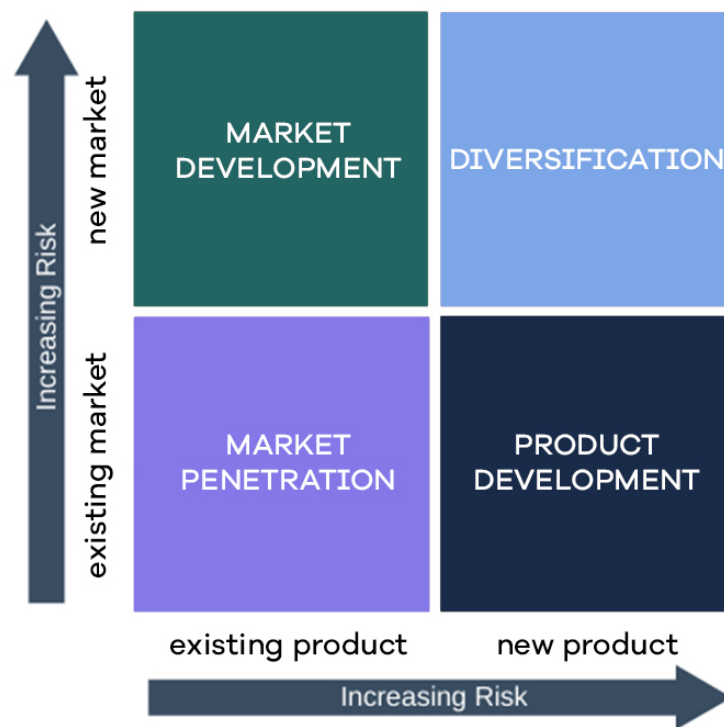 new market
Increasing Risk
existing market
MARKET
DEVELOPMENT
DIVERSIFICATION
MARKET
PENETRATION
PRODUCT
DEVELOPMENT
existing product
new product
Increasing Risk